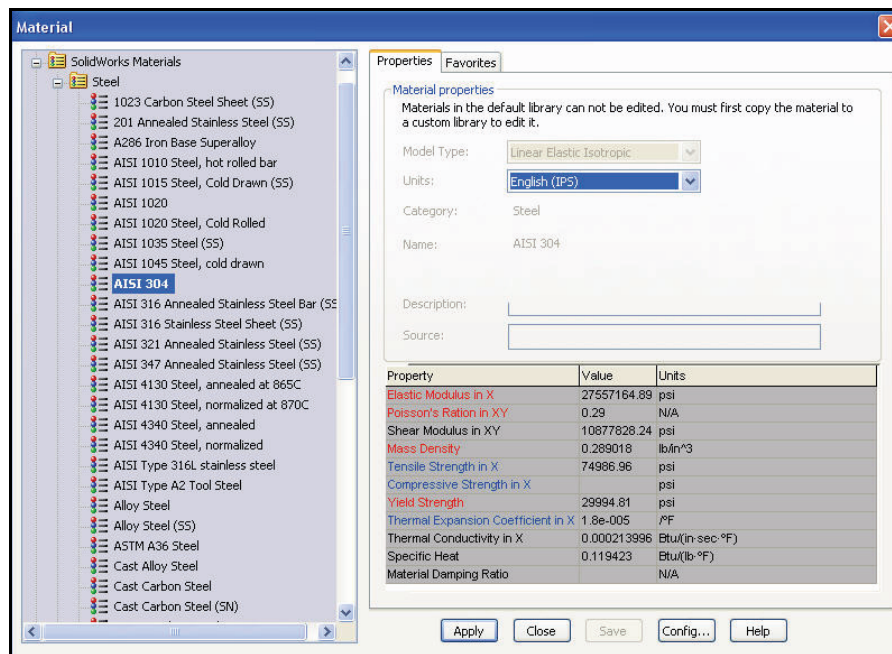 Material
SolidWorks Materials
Steel
1023 Carbon Steel Sheet (SS)
201 Annealed Stainless Steel (SS)
A286 Iron Base Superalloy
AISI 1010 Steel, hot rolled bar
AISI 1015 Steel, Cold Drawn (SS)
AISI 1020
AISI 1020 Steel, Cold Rolled
AISI 1035 Steel (SS)
AISI 1045 Steel, cold drawn
AISI 304
AISI 316 Annealed Stainless Steel Bar (SS
AISI 316 Stainless Steel Sheet (SS)
AISI 321 Annealed Stainless Steel (SS)
AISI 347 Annealed Stainless Steel (SS)
AISI 4130 Steel, annealed at 865C
AISI 4130 Steel, normalized at 870C
AISI 4340 Steel, annealed
AISI 4340 Steel, normalized
AISI Type 316L stainless steel
AISI Type A2 Tool Steel
Alloy Steel
Alloy Steel (SS)
ASTM A36 Steel
Cast Alloy Steel
Cast Carbon Steel
Cast Carbon Steel (SN)
Properties Favorites
Material properties
Materials in the default library can not be edited. You must first copy the material to
a custom library to edit it.
Model Type: Linear Elastic Isotropic
Units: English (IPS)
Category: Steel
Name: AISI 304
Description:
Source:
Property Value Units
Elastic Modulus in X 27557164.89 psi
Poisson's Ration in XY 0.29 N/A
Shear Modulus in XY 10877828.24 psi
Mass Density 0.289018 lb/in^3
Tensile Strength in X 74986.96 psi
Compressive Strength in X psi
Yield Strength 29994.81 psi
Thermal Expansion Coefficient in X 1.8e-005 /°F
Thermal Conductivity in X 0.000213996 Btu/(in·sec·°F)
Specific Heat 0.119423 Btu/(lb·°F)
Material Damping Ratio N/A
Apply Close Save Config... Help